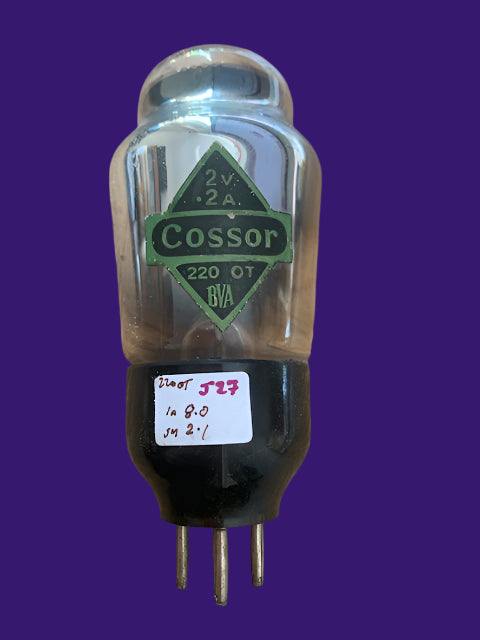 2V
.2A
Cossor
220 OT
BVA
220OT J27
Ia 8.0
gm 2.1